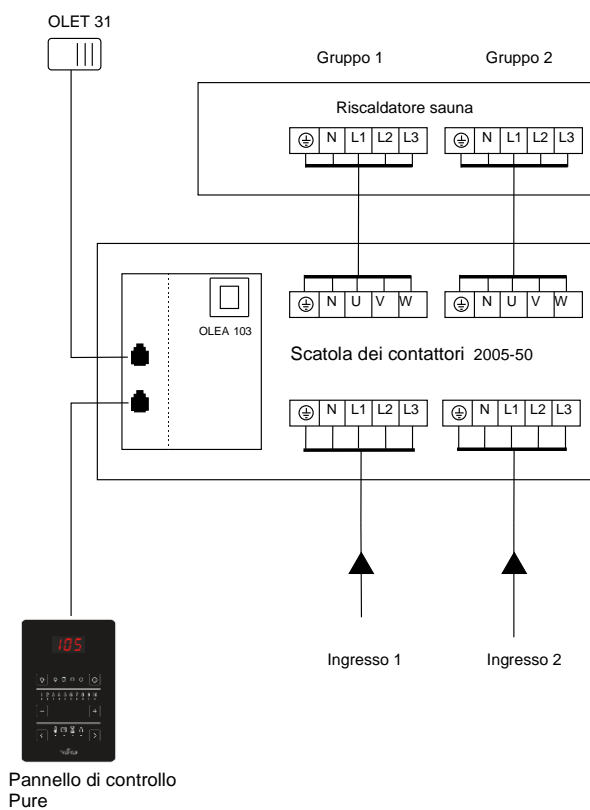 OLET 31
Gruppo 1 Gruppo 2
Riscaldatore sauna
N L1 L2 L3 N L1 L2 L3
N U V W N U V W
OLEA 103
Scatola dei contattori 2005-50
N L1 L2 L3 N L1 L2 L3
Ingresso 1 Ingresso 2
105
Pannello di controllo
Pure